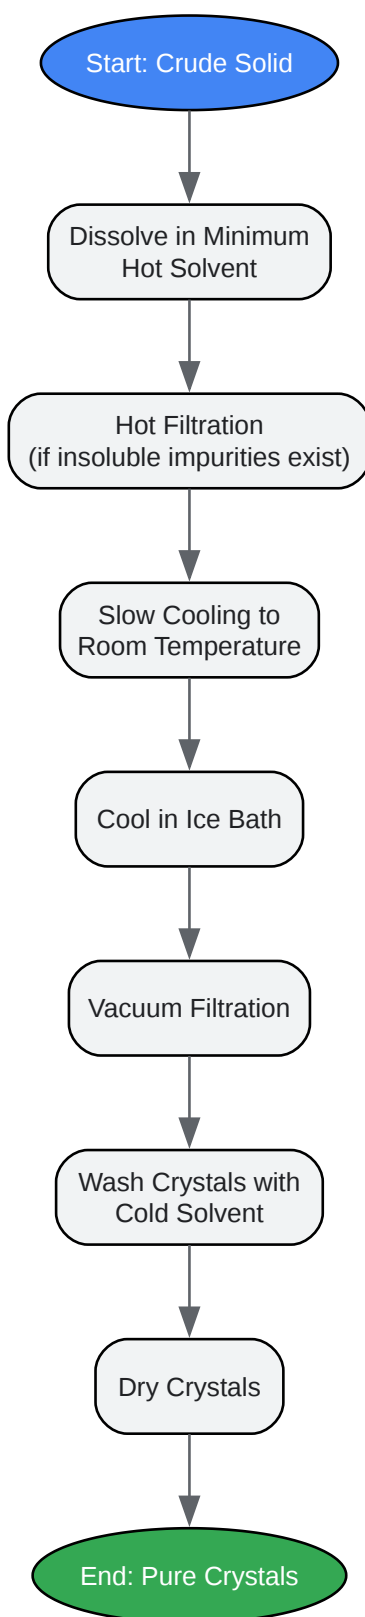 Start: Crude Solid
Dissolve in Minimum
Hot Solvent
Hot Filtration
(if insoluble impurities exist)
Slow Cooling to
Room Temperature
Cool in Ice Bath
Vacuum Filtration
Wash Crystals with
Cold Solvent
Dry Crystals
End: Pure Crystals